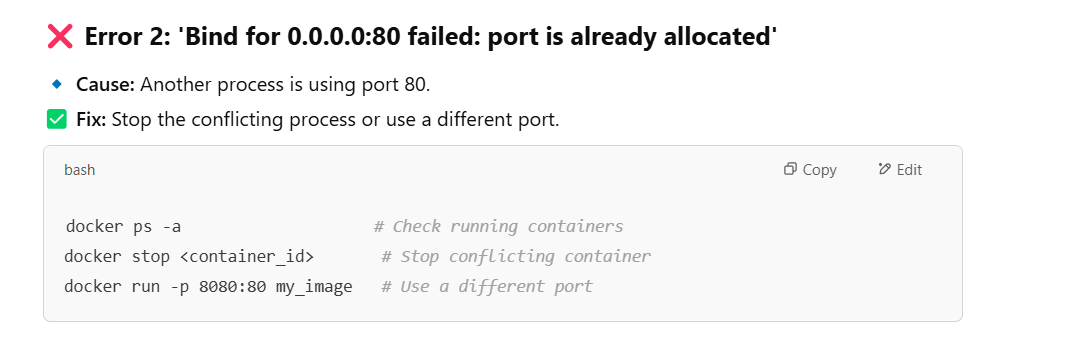 ❌ Error 2: 'Bind for 0.0.0.0:80 failed: port is already allocated'
🔹 Cause: Another process is using port 80.
✅ Fix: Stop the conflicting process or use a different port.
bash Copy Edit
docker ps -a # Check running containers
docker stop <container_id> # Stop conflicting container
docker run -p 8080:80 my_image # Use a different port